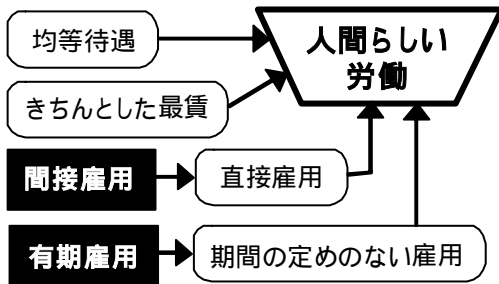 均等待遇
人間らしい
労働
きちんとした最賃
間接雇用
直接雇用
有期雇用
期間の定めのない雇用